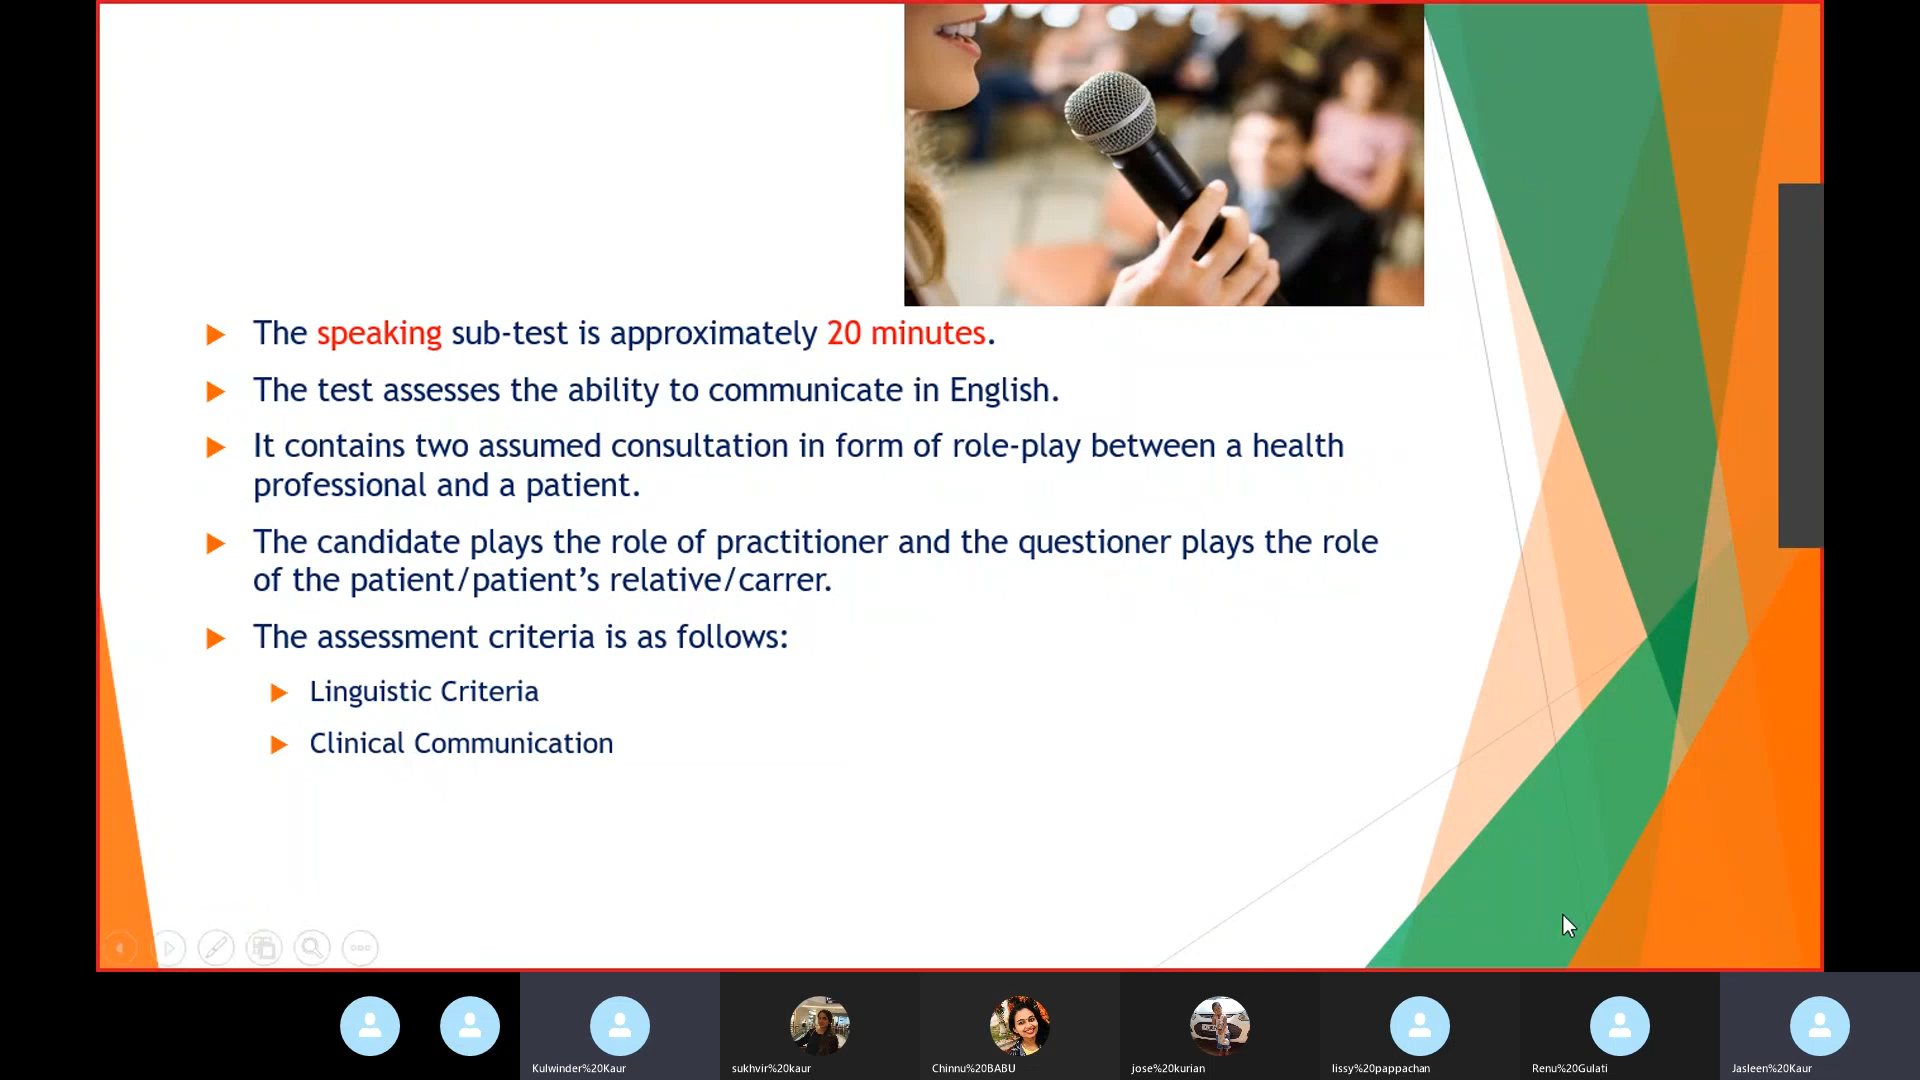 The speaking sub-test is approximately 20 minutes.
The test assesses the ability to communicate in English.
It contains two assumed consultation in form of role-play between a health
professional and a patient.
The candidate plays the role of practitioner and the questioner plays the role
of the patient/patient’s relative/carrer.
The assessment criteria is as follows:
Linguistic Criteria
Clinical Communication
Kulwinder%20Kaur
sukhvir%20kaur
Chinnu%20BABU
jose%20kurian
lissy%20pappachan
Renu%20Gulati
Jasleen%20Kaur